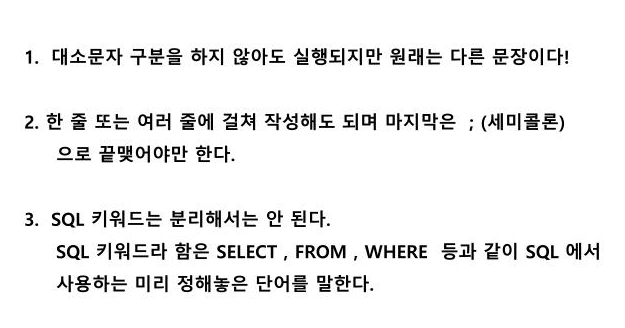 1. 대소문자 구분을 하지 않아도 실행되지만 원래는 다른 문장이다!
2. 한 줄 또는 여러 줄에 걸쳐 작성해도 되며 마지막은 ; (세미콜론)
으로 끝맺어야만 한다.
3. SQL 키워드는 분리해서는 안 된다.
SQL 키워드라 함은 SELECT , FROM , WHERE 등과 같이 SQL 에서
사용하는 미리 정해놓은 단어를 말한다.